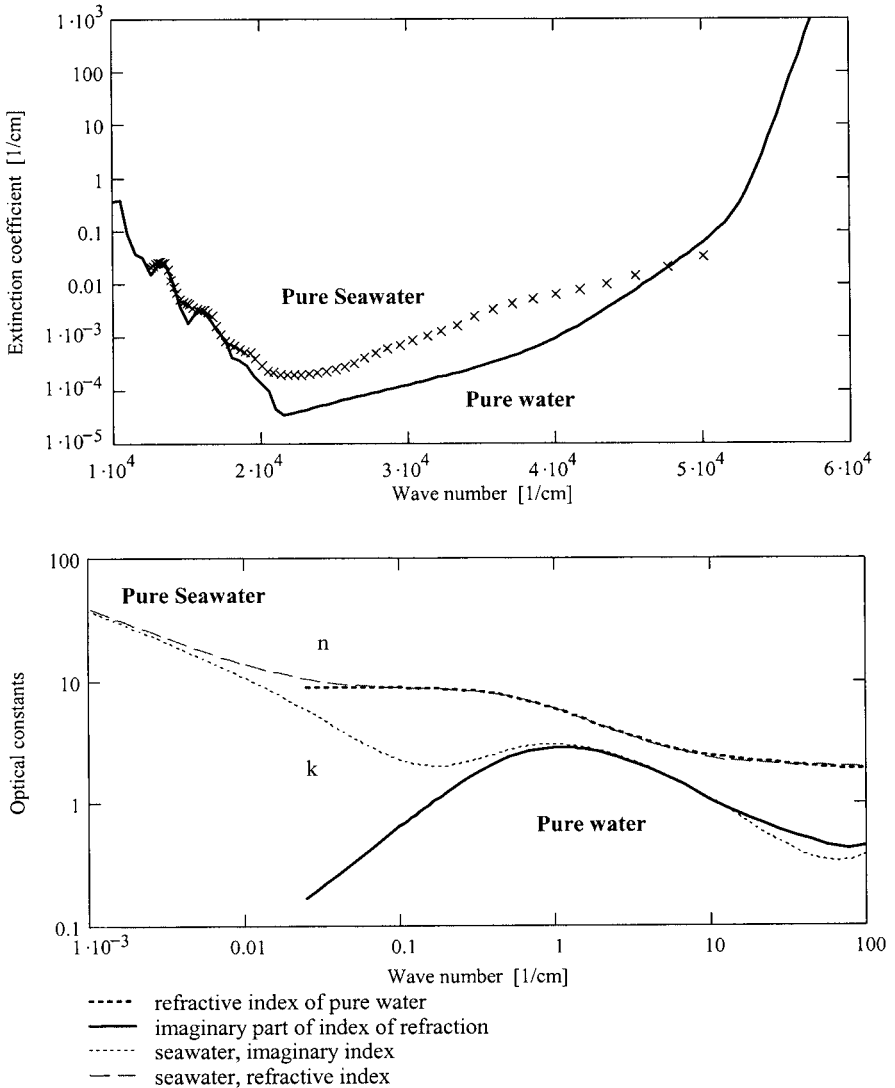 1·10³
100
10
1
0.1
0.01
1·10⁻³
1·10⁻⁴
1·10⁻⁵
Extinction coefficient [1/cm]
Pure Seawater
Pure water
1·10⁴
2·10⁴
3·10⁴
4·10⁴
5·10⁴
6·10⁴
Wave number [1/cm]
100
10
1
0.1
Optical constants
Pure Seawater
n
k
Pure water
1·10⁻³
0.01
0.1
1
10
100
Wave number [1/cm]
refractive index of pure water
imaginary part of index of refraction
seawater, imaginary index
seawater, refractive index